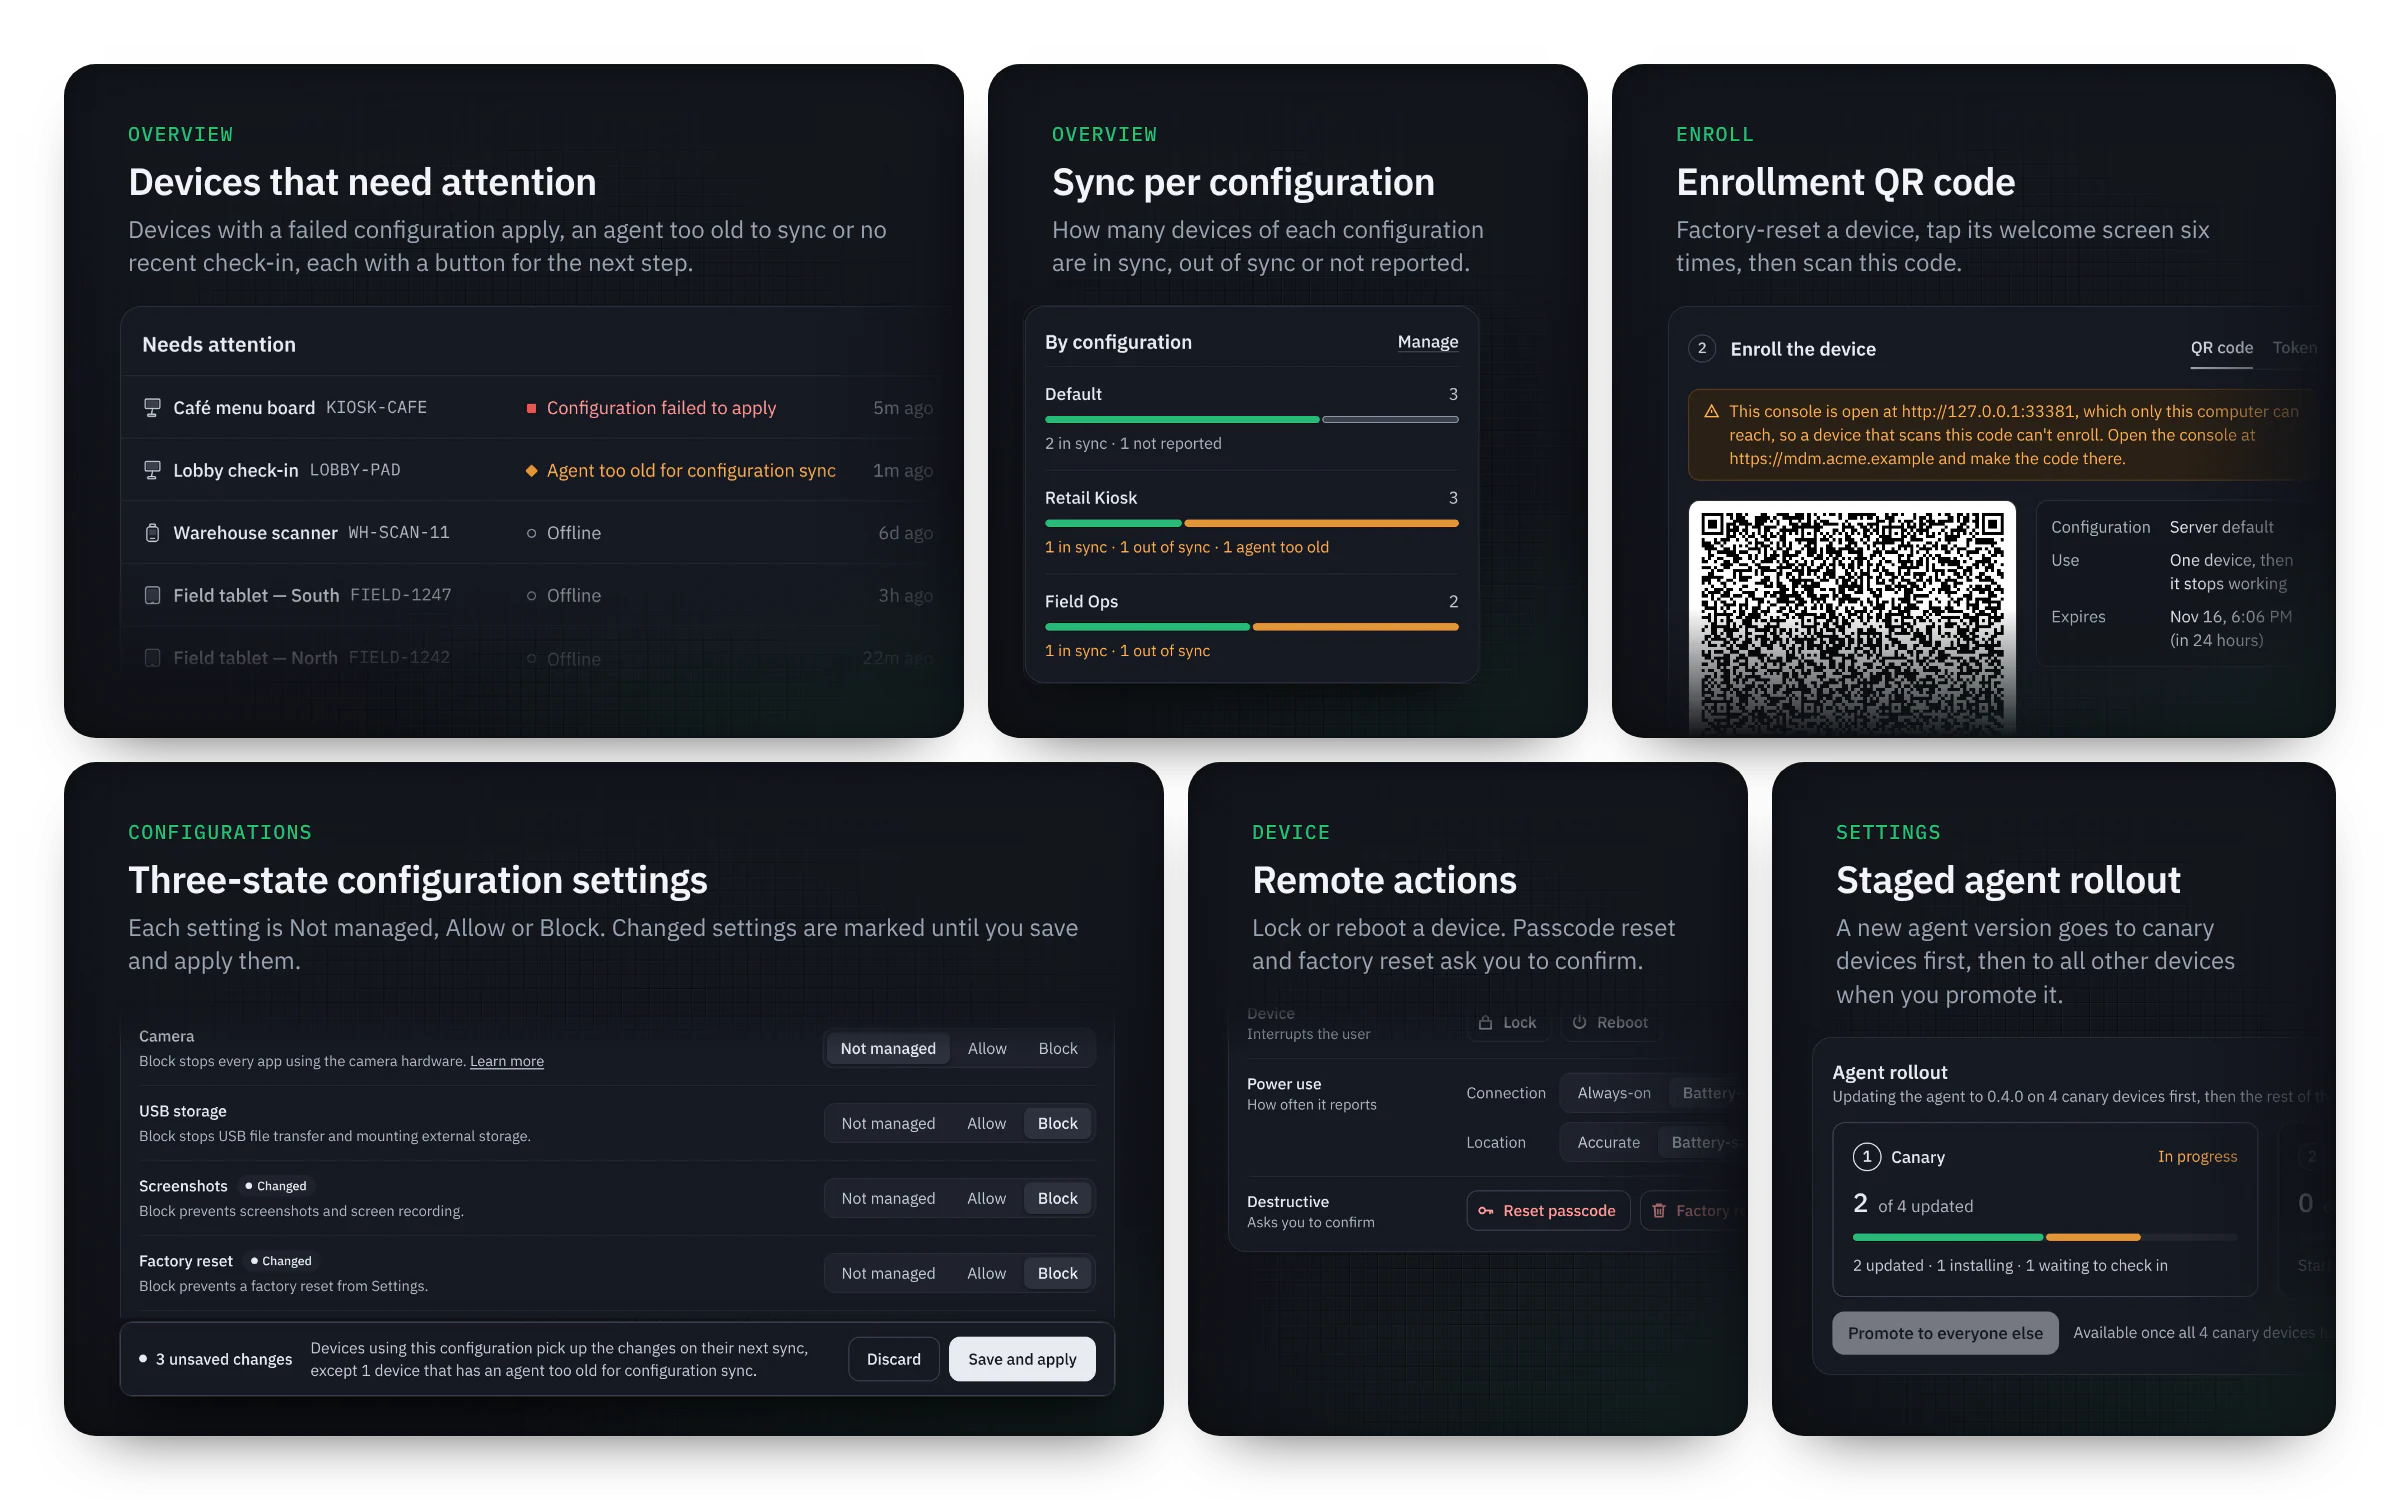 OVERVIEW
Devices that need attention
Devices with a failed configuration apply, an agent too old to sync or no
recent check-in, each with a button for the next step.
Needs attention
Café menu board KIOSK-CAFE Configuration failed to apply 5m ago
Lobby check-in LOBBY-PAD Agent too old for configuration sync 1m ago
Warehouse scanner WH-SCAN-11 Offline 6d ago
Field tablet — South FIELD-1247 Offline 3h ago
Field tablet — North FIELD-1242 Offline 22m ago
OVERVIEW
Sync per configuration
How many devices of each configuration
are in sync, out of sync or not reported.
By configuration Manage
Default 3
2 in sync · 1 not reported
Retail Kiosk 3
1 in sync · 1 out of sync · 1 agent too old
Field Ops 2
1 in sync · 1 out of sync
ENROLL
Enrollment QR code
Factory-reset a device, tap its welcome screen six
times, then scan this code.
2 Enroll the device QR code Token
This console is open at http://127.0.0.1:33381, which only this computer can
reach, so a device that scans this code can't enroll. Open the console at
https://mdm.acme.example and make the code there.
Configuration Server default
Use One device, then
it stops working
Expires Nov 16, 6:06 PM
(in 24 hours)
CONFIGURATIONS
Three-state configuration settings
Each setting is Not managed, Allow or Block. Changed settings are marked until you save
and apply them.
Camera
Block stops every app using the camera hardware. Learn more
Not managed Allow Block
USB storage
Block stops USB file transfer and mounting external storage.
Not managed Allow Block
Screenshots Changed
Block prevents screenshots and screen recording.
Not managed Allow Block
Factory reset Changed
Block prevents a factory reset from Settings.
Not managed Allow Block
3 unsaved changes
Devices using this configuration pick up the changes on their next sync,
except 1 device that has an agent too old for configuration sync.
Discard Save and apply
DEVICE
Remote actions
Lock or reboot a device. Passcode reset
and factory reset ask you to confirm.
Device
Interrupts the user
Lock Reboot
Power use
How often it reports
Connection Always-on Battery-
Location Accurate Battery-s
Destructive
Asks you to confirm
Reset passcode Factory
SETTINGS
Staged agent rollout
A new agent version goes to canary
devices first, then to all other devices
when you promote it.
Agent rollout
Updating the agent to 0.4.0 on 4 canary devices first, then the rest of
1 Canary In progress
2 of 4 updated
2 updated · 1 installing · 1 waiting to check in
2
0
Promote to everyone else Available once all 4 canary devices